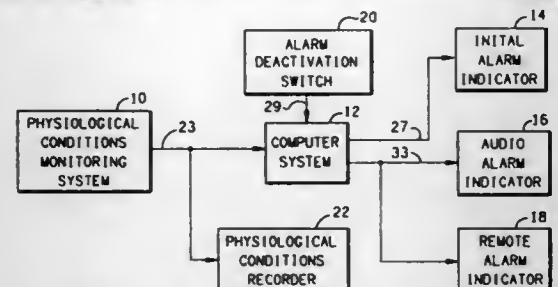 20
ALARM
DEACTIVATION
SWITCH
14
INITAL
ALARM
INDICATOR
10
PHYSIOLOGICAL
CONDITIONS
MONITORING
SYSTEM
23
29
12
COMPUTER
SYSTEM
27
33
16
AUDIO
ALARM
INDICATOR
22
PHYSIOLOGICAL
CONDITIONS
RECORDER
18
REMOTE
ALARM
INDICATOR